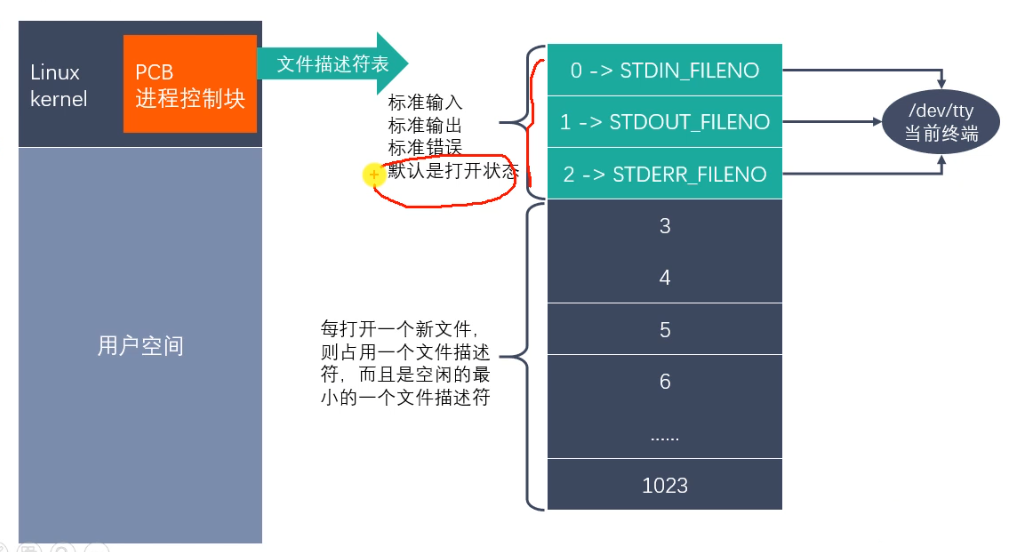 Linux
kernel
PCB
进程控制块
文件描述符表
标准输入
标准输出
标准错误
默认是打开状态
0 -> STDIN_FILENO
1 -> STDOUT_FILENO
2 -> STDERR_FILENO
/dev/tty
当前终端
3
4
5
6
......
1023
用户空间
每打开一个新文件，
则占用一个文件描述
符，而且是空闲的最
小的一个文件描述符